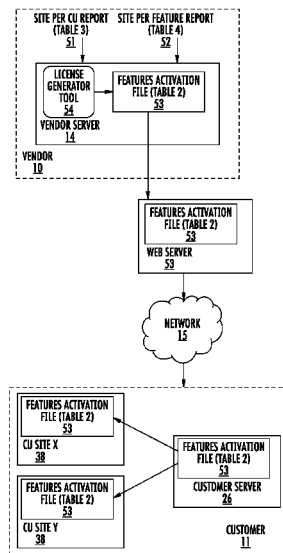 SITE PER CU REPORT
(TABLE 3)
51
SITE PER FEATURE REPORT
(TABLE 4)
52
LICENSE
GENERATOR
TOOL
54
FEATURES ACTIVATION
FILE (TABLE 2)
53
VENDOR SERVER
14
VENDOR
10
FEATURES ACTIVATION
FILE (TABLE 2)
53
WEB SERVER
53
NETWORK
15
FEATURES ACTIVATION
FILE (TABLE 2)
53
CU SITE X
38
FEATURES ACTIVATION
FILE (TABLE 2)
53
CUSTOMER SERVER
26
FEATURES ACTIVATION
FILE (TABLE 2)
53
CU SITE Y
38
CUSTOMER
11